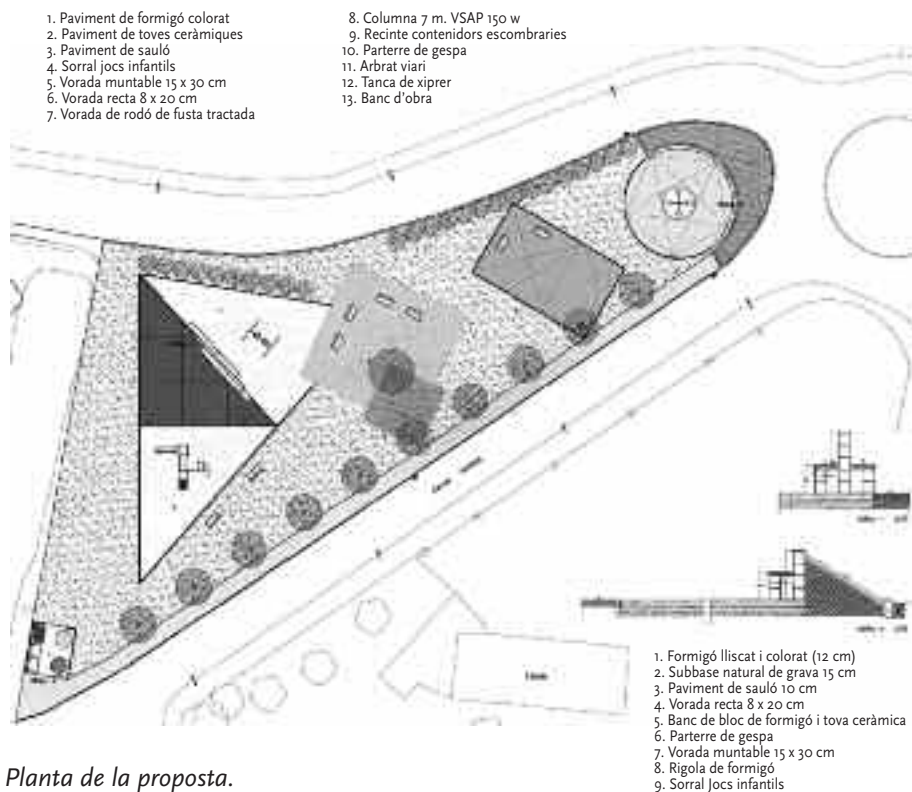 1. Paviment de formigó colorat
2. Paviment de toves ceràmiques
3. Paviment de sauló
4. Sorral jocs infantils
5. Vorada muntable 15 x 30 cm
6. Vorada recta 8 x 20 cm
7. Vorada de rodó de fusta tractada
8. Columna 7 m. VSAP 150 w
9. Recinte contenidors escombraries
10. Parterre de gespa
11. Arbrat viari
12. Tanca de xiprer
13. Banc d'obra
1. Formigó lliscat i colorat (12 cm)
2. Subbase natural de grava 15 cm
3. Paviment de sauló 10 cm
4. Vorada recta 8 x 20 cm
5. Banc de bloc de formigó i tova ceràmica
6. Parterre de gespa
7. Vorada muntable 15 x 30 cm
8. Rigola de formigó
9. Sorral Jocs infantils
Planta de la proposta.